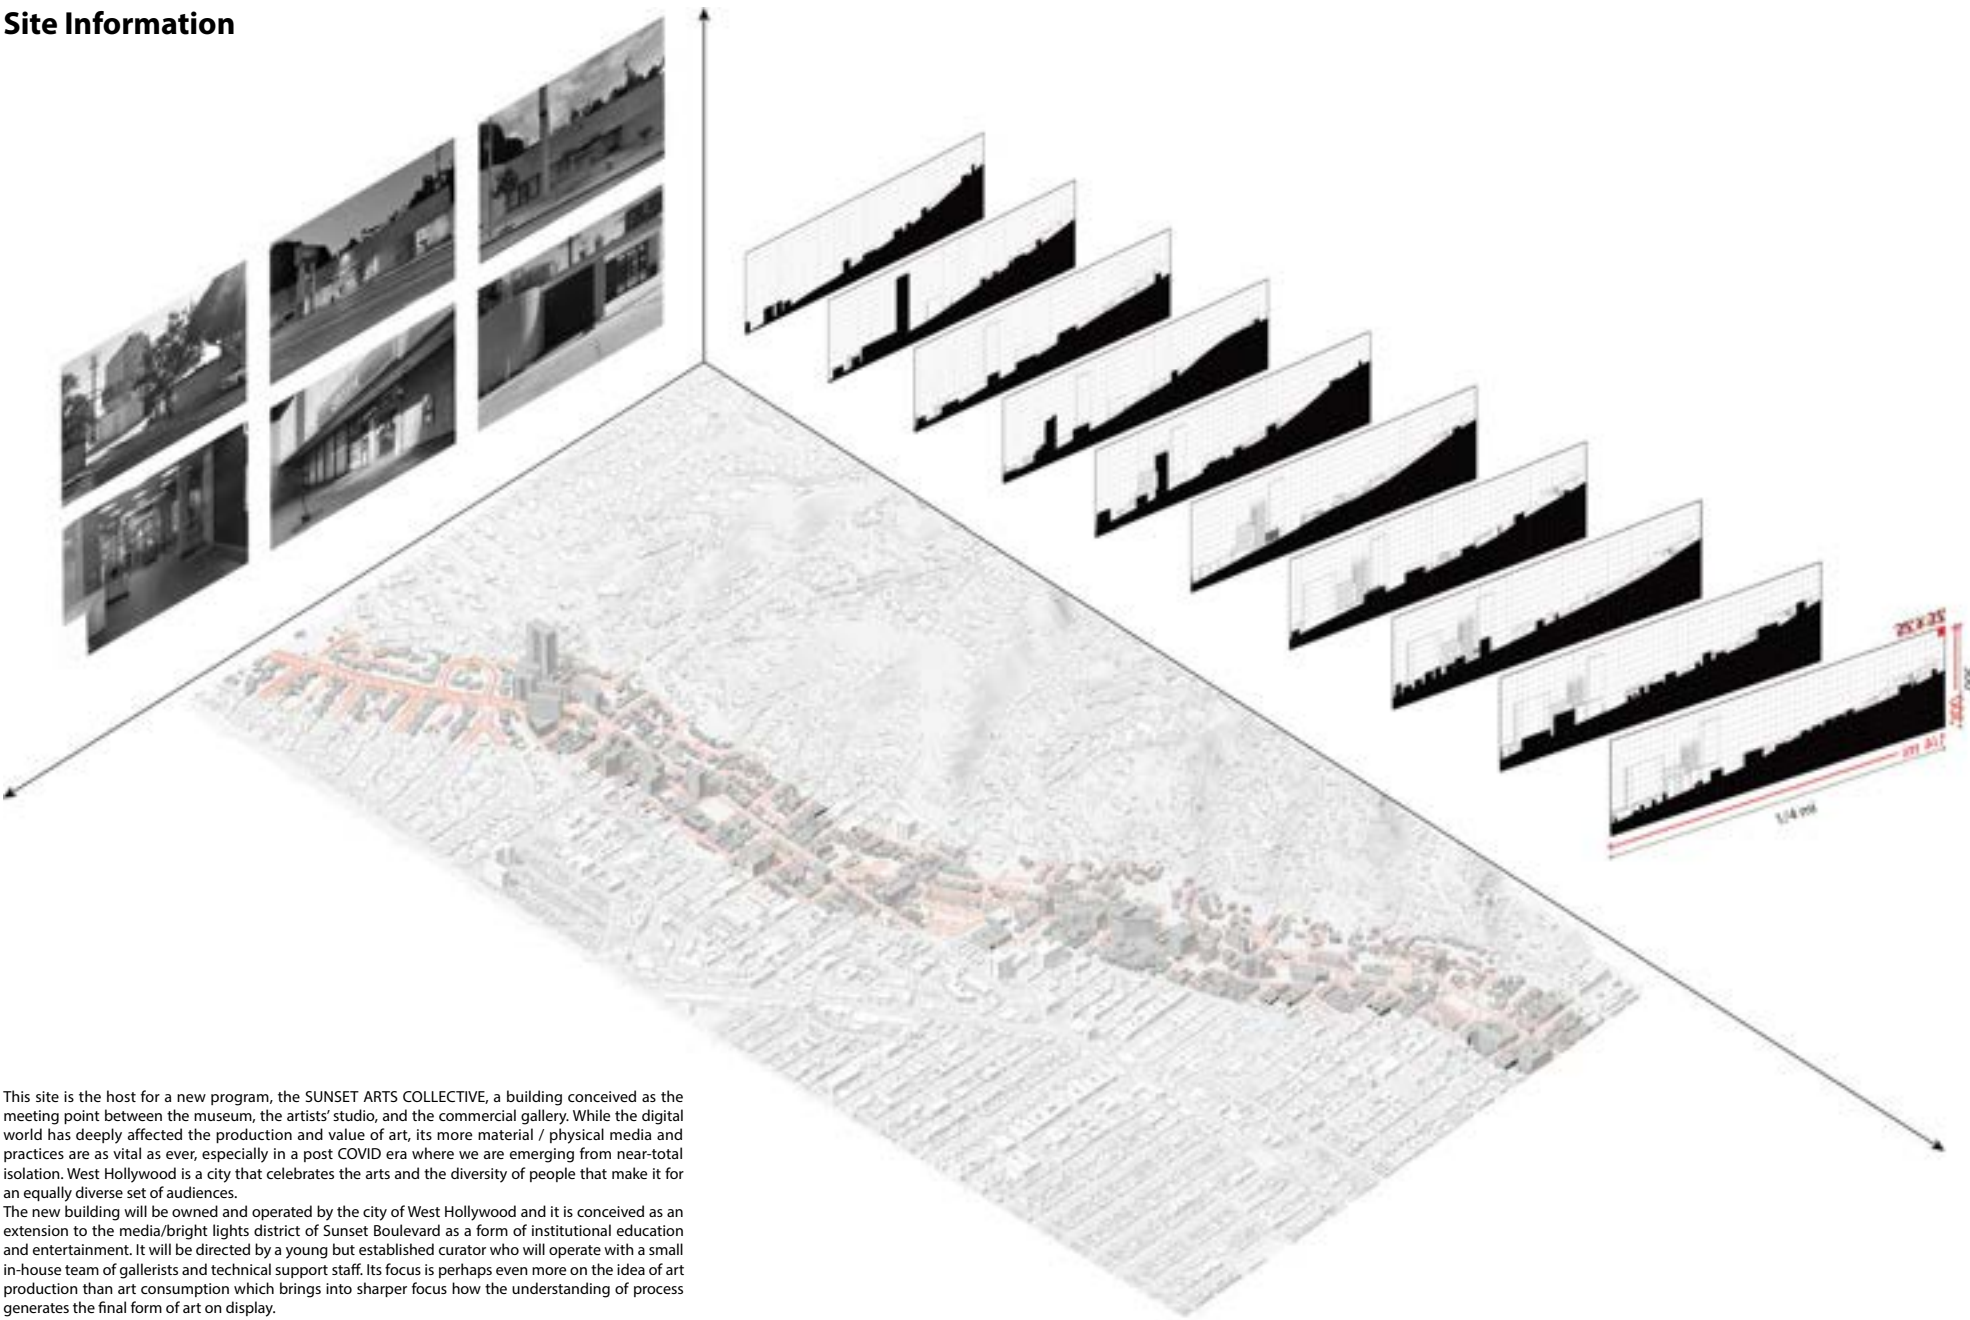 Site Information
1/4 mi
This site is the host for a new program, the SUNSET ARTS COLLECTIVE, a building conceived as the
meeting point between the museum, the artists' studio, and the commercial gallery. While the digital
world has deeply affected the production and value of art, its more material / physical media and
practices are as vital as ever, especially in a post COVID era where we are emerging from near-total
isolation. West Hollywood is a city that celebrates the arts and the diversity of people that make it for
an equally diverse set of audiences.
The new building will be owned and operated by the city of West Hollywood and it is conceived as an
extension to the media/bright lights district of Sunset Boulevard as a form of institutional education
and entertainment. It will be directed by a young but established curator who will operate with a small
in-house team of gallerists and technical support staff. Its focus is perhaps even more on the idea of art
production than art consumption which brings into sharper focus how the understanding of process
generates the final form of art on display.